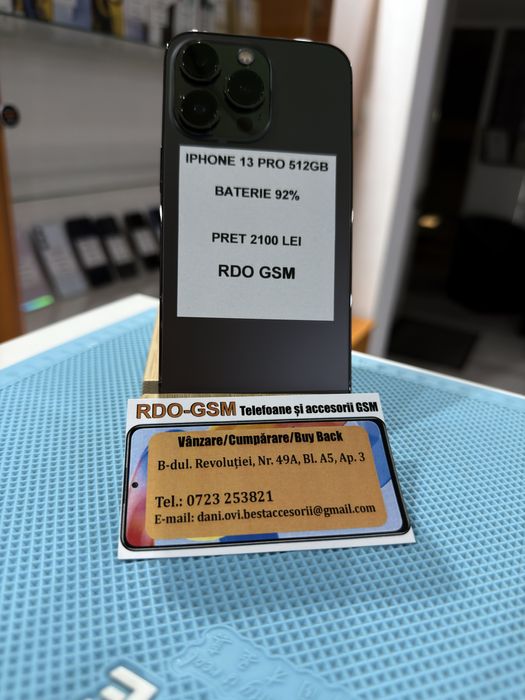 IPHONE 13 PRO 512GB
BATERIE 92%
PRET 2100 LEI
RDO GSM
RDO-GSM Telefoane și accesorii GSM
Vânzare/Cumpărare/Buy Back
B-dul. Revoluției, Nr. 49A, Bl. A5, Ap. 3
Tel.: 0723 253821
E-mail: dani.ovi.bestaccesorii@gmail.com